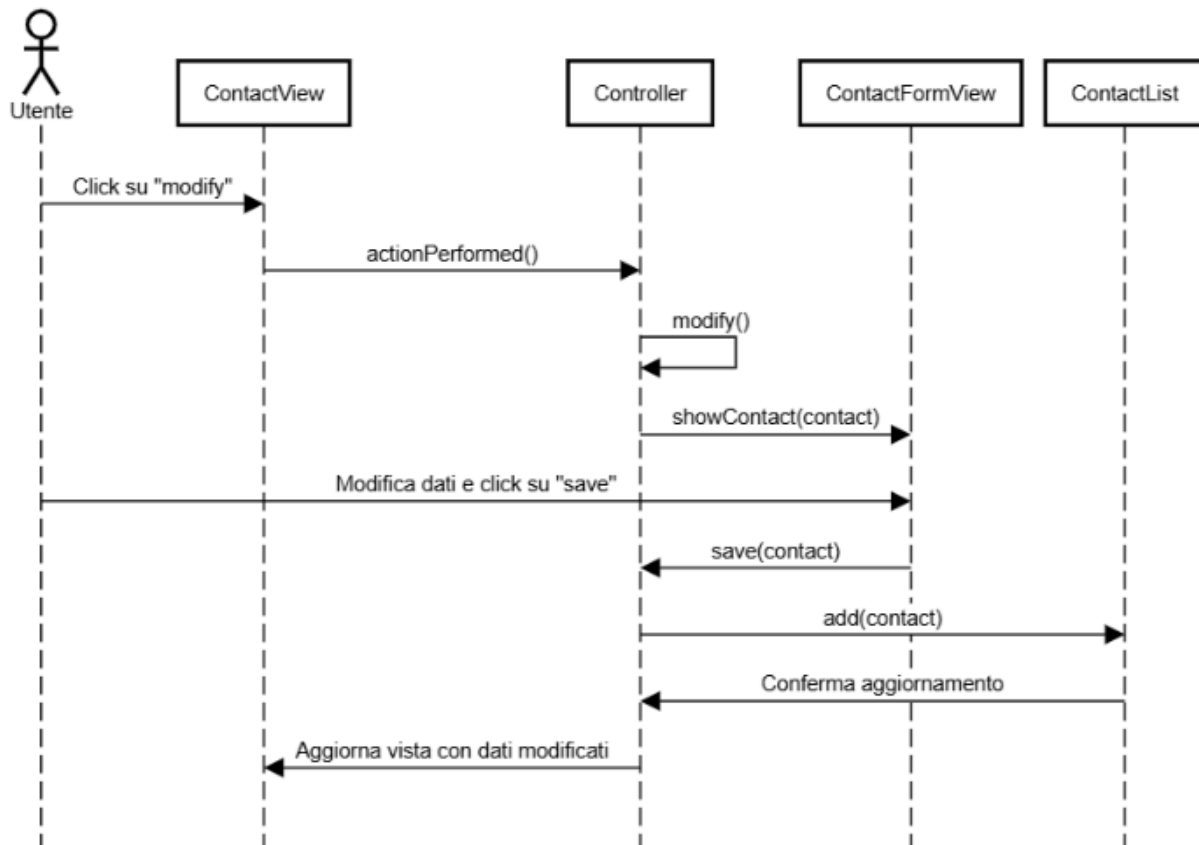 Utente
ContactView
Controller
ContactFormView
ContactList
Click su "modify"
actionPerformed()
modify()
showContact(contact)
Modifica dati e click su "save"
save(contact)
add(contact)
Conferma aggiornamento
Aggiorna vista con dati modificati